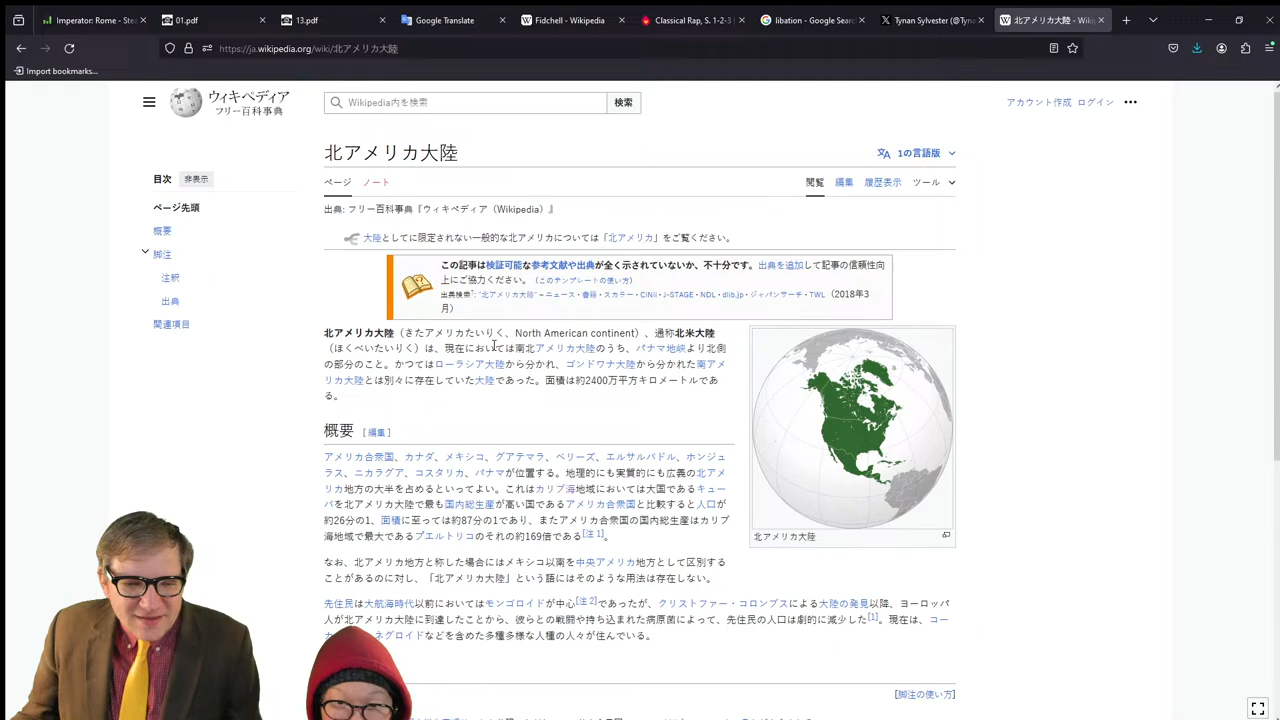 Imperator: Rome - Stea
01.pdf
13.pdf
Google Translate
Fidchell - Wikipedia
Classical Rap, S. 1-2-3
libation - Google Searc
Tynan Sylvester (@Tyna
北アメリカ大陸 - Wiki
https://ja.wikipedia.org/wiki/北アメリカ大陸
Import bookmarks...
ウィキペディア
フリー百科事典
Wikipedia内を検索
検索
アカウント作成 ログイン
北アメリカ大陸
1の言語版
目次 非表示
ページ ノート
閲覧 編集 履歴表示 ツール
ページ先頭
出典: フリー百科事典『ウィキペディア（Wikipedia）』
概要
大陸としてに限定されない一般的な北アメリカについては「北アメリカ」をご覧ください。
脚注
注釈
出典
関連項目
この記事は検証可能な参考文献や出典が全く示されていないか、不十分です。出典を追加して記事の信頼性向
上にご協力ください。（このテンプレートの使い方）
出典検索?: "北アメリカ大陸" – ニュース・書籍・スカラー・CiNii・J-STAGE・NDL・dlib.jp・ジャパンサーチ・TWL（2018年3
月）
北アメリカ大陸（きたアメリカたいりく、North American continent）、通称北米大陸
（ほくべいたいりく）は、現在においては南北アメリカ大陸のうち、パナマ地峡より北側
の部分のこと。かつてはローラシア大陸から分かれ、ゴンドワナ大陸から分かれた南アメ
リカ大陸とは別々に存在していた大陸であった。面積は約2400万平方キロメートルであ
る。
概要 [編集]
アメリカ合衆国、カナダ、メキシコ、グアテマラ、ベリーズ、エルサルバドル、ホンジュ
ラス、ニカラグア、コスタリカ、パナマが位置する。地理的にも実質的にも広義の北アメ
リカ地方の大半を占めるといってよい。これはカリブ海地域においては大国であるキュー
バを北アメリカ大陸で最も国内総生産が高い国であるアメリカ合衆国と比較すると人口が
約26分の1、面積に至っては約87分の1であり、またアメリカ合衆国の国内総生産はカリブ
海地域で最大であるプエルトリコのそれの約169倍である[注 1]。
北アメリカ大陸
なお、北アメリカ地方と称した場合にはメキシコ以南を中央アメリカ地方として区別する
ことがあるのに対し、「北アメリカ大陸」という語にはそのような用法は存在しない。
先住民は大航海時代以前においてはモンゴロイドが中心[注 2]であったが、クリストファー・コロンブスによる大陸の発見以降、ヨーロッパ
人が北アメリカ大陸に到達したことから、彼らとの戦闘や持ち込まれた病原菌によって、先住民の人口は劇的に減少した[1]。現在は、コー
カ ネグロイドなどを含めた多種多様な人種の人々が住んでいる。
[脚注の使い方]